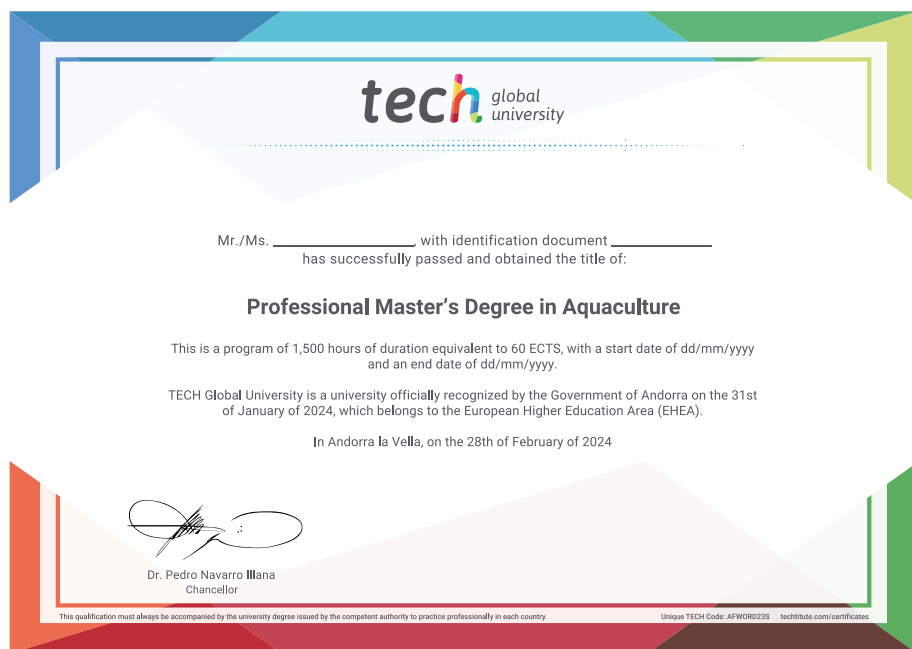 tech global
university
Mr./Ms. ____________, with identification document ____________
has successfully passed and obtained the title of:
Professional Master's Degree in Aquaculture
This is a program of 1,500 hours of duration equivalent to 60 ECTS, with a start date of dd/mm/yyyy
and an end date of dd/mm/yyyy.
TECH Global University is a university officially recognized by the Government of Andorra on the 31st
of January of 2024, which belongs to the European Higher Education Area (EHEA).
In Andorra la Vella, on the 28th of February of 2024
Dr. Pedro Navarro Illana
Chancellor
This qualification must always be accompanied by the university degree issued by the competent authority to practice professionally in each country.
Unique TECH Code: AFWORD23S techtitute.com/certificates